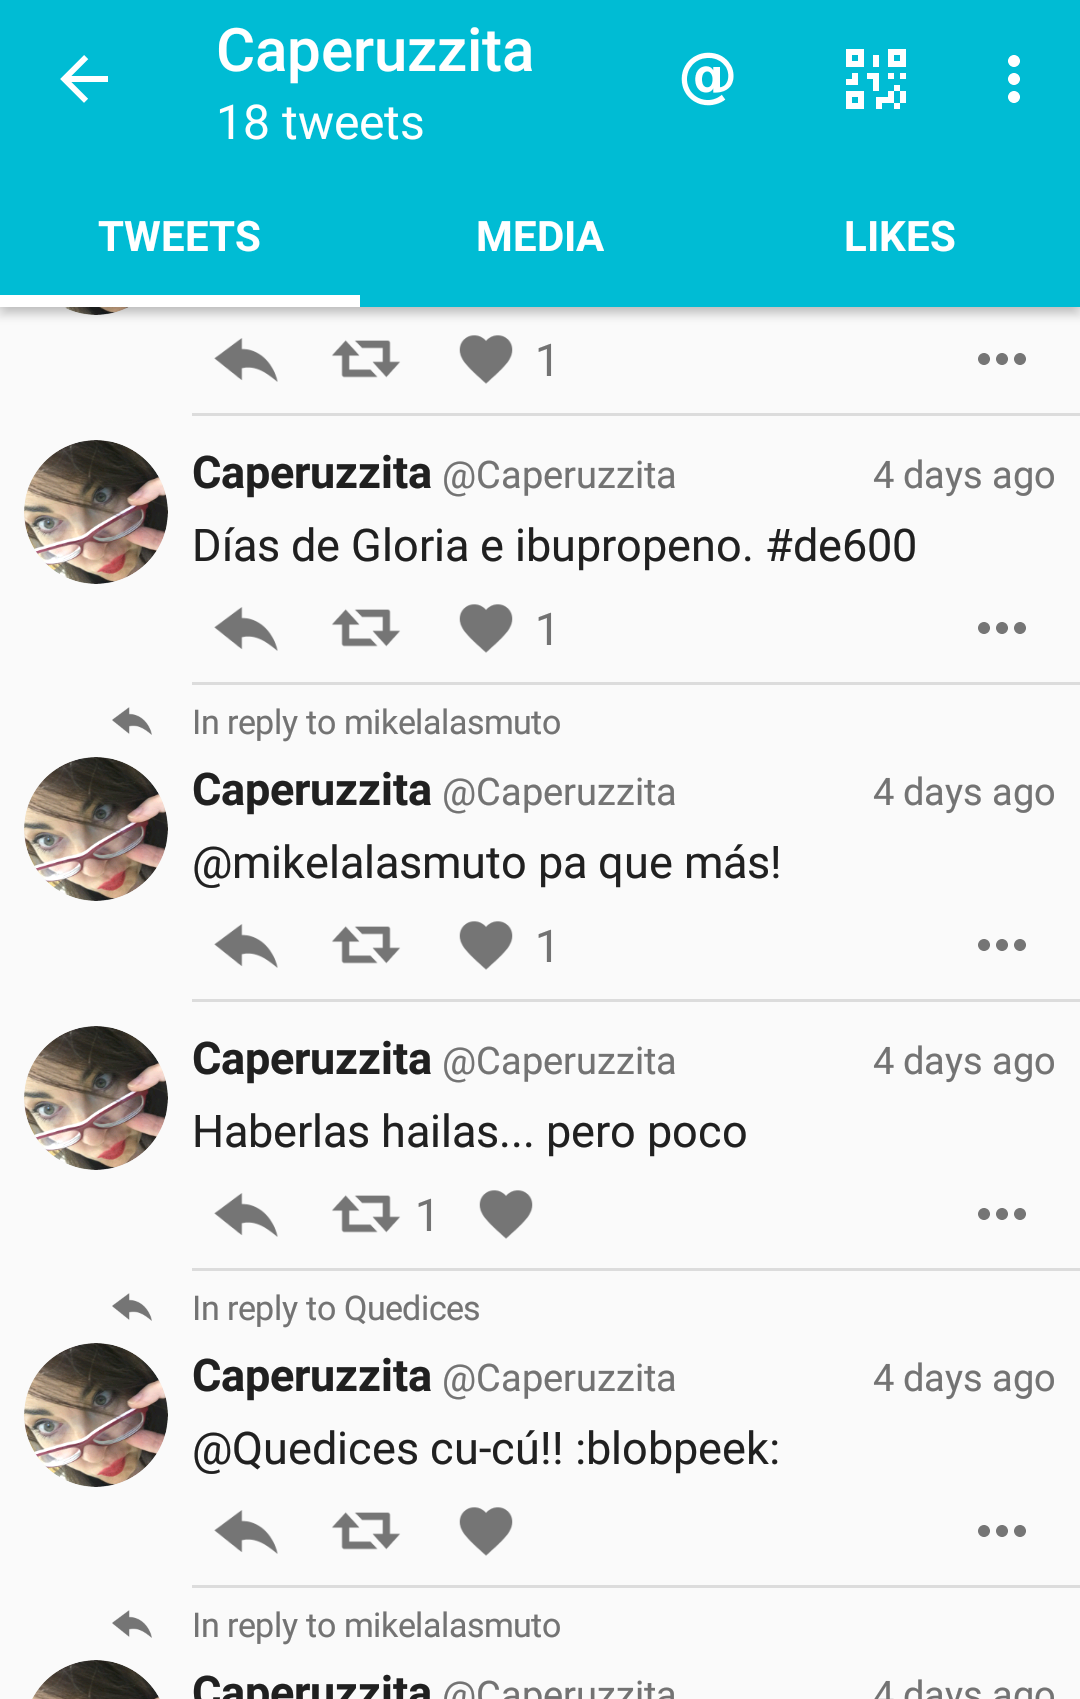 Caperuzzita
18 tweets
@
TWEETS MEDIA LIKES
1
Caperuzzita @Caperuzzita 4 days ago
Días de Gloria e ibupropeno. #de600
1
In reply to mikelalasmuto
Caperuzzita @Caperuzzita 4 days ago
@mikelalasmuto pa que más!
1
Caperuzzita @Caperuzzita 4 days ago
Haberlas hailas... pero poco
1
In reply to Quedices
Caperuzzita @Caperuzzita 4 days ago
@Quedices cu-cú!! :blobpeek:
In reply to mikelalasmuto
Caperuzzita @Caperuzzita 4 days ago